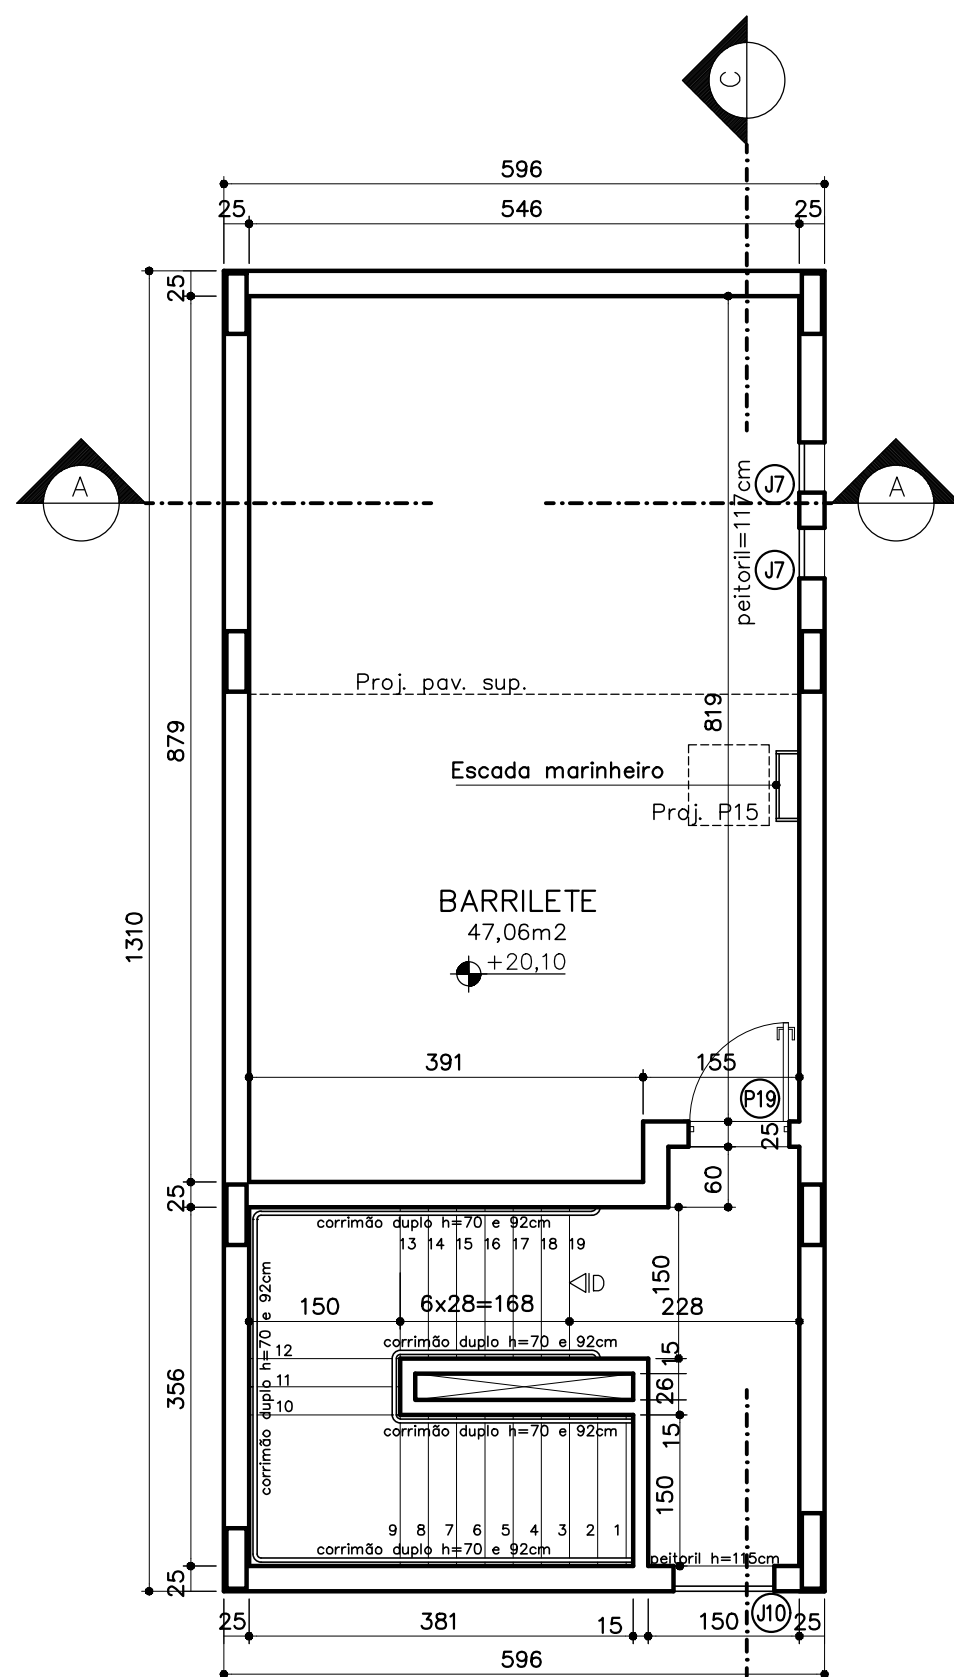 C
596
25
546
25
25
A
A
J7
peitoril=117cm
J7
Proj. pav. sup.
819
879
Escada marinheiro
Proj. P15
BARRILETE
47,06m2
+20,10
1310
391
155
P19
25
60
25
corrimão duplo h=70 e 92cm
13 14 15 16 17 18 19
D
150
150
6x28=168
228
corrimão duplo h=70 e 92cm
corrimão duplo h=70 e 92cm
15
12
11
10
26
356
15
corrimão duplo h=70 e 92cm
150
9 8 7 6 5 4 3 2 1
corrimão duplo h=70 e 92cm
peitoril h=115cm
25
J10
25
381
15
150
25
596